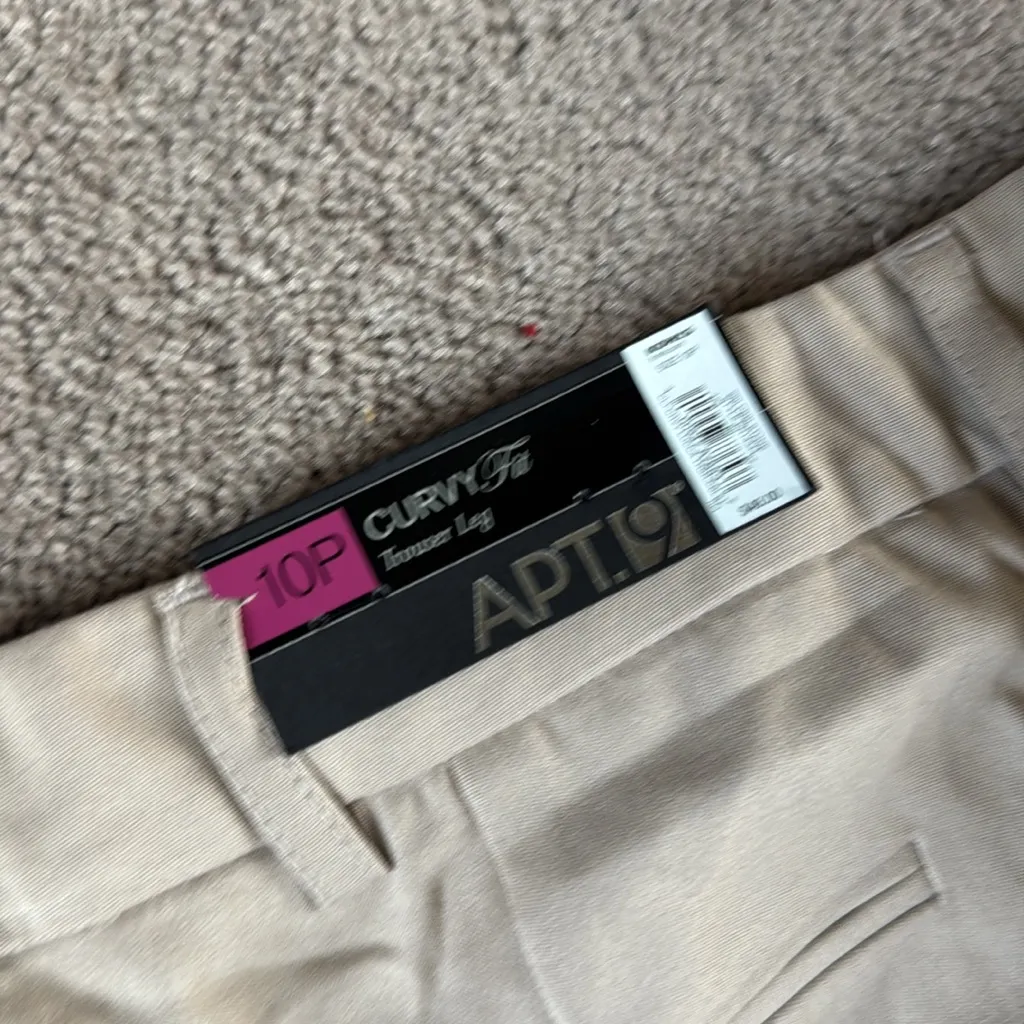 10P
CURVY Fit
Trouser Leg
APT. 9